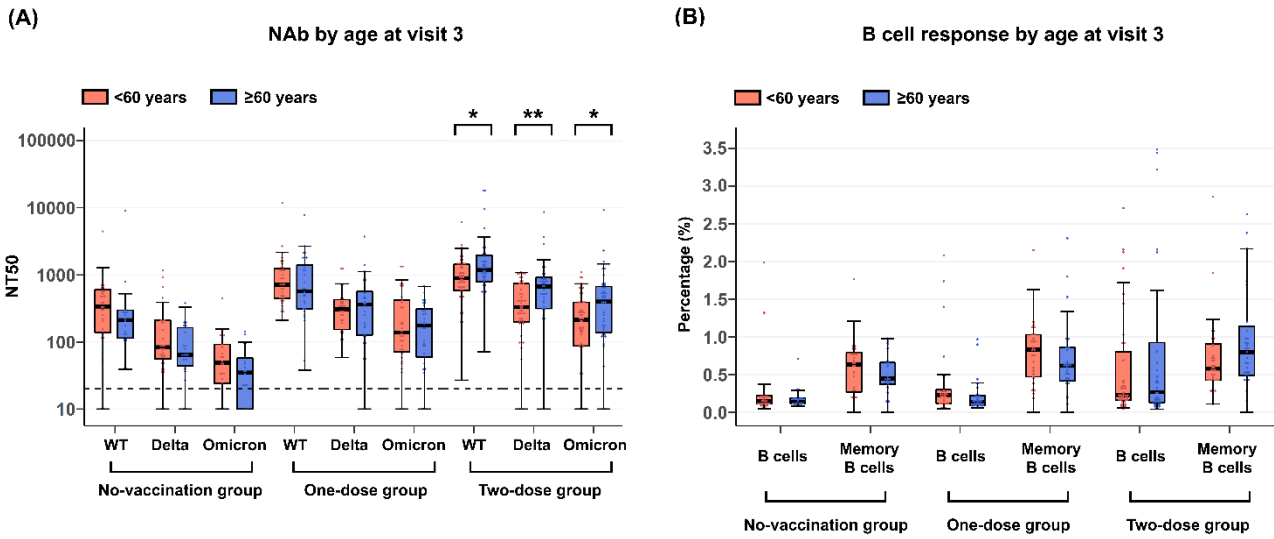 (A)
NAb by age at visit 3
<60 years ≥60 years
* ** *
100000
10000
1000
100
10
NT50
WT Delta Omicron WT Delta Omicron WT Delta Omicron
No-vaccination group One-dose group Two-dose group
(B)
B cell response by age at visit 3
<60 years ≥60 years
3.5
3.0
2.5
2.0
1.5
1.0
0.5
0.0
Percentage (%)
B cells Memory B cells Memory B cells Memory
B cells B cells B cells
No-vaccination group One-dose group Two-dose group